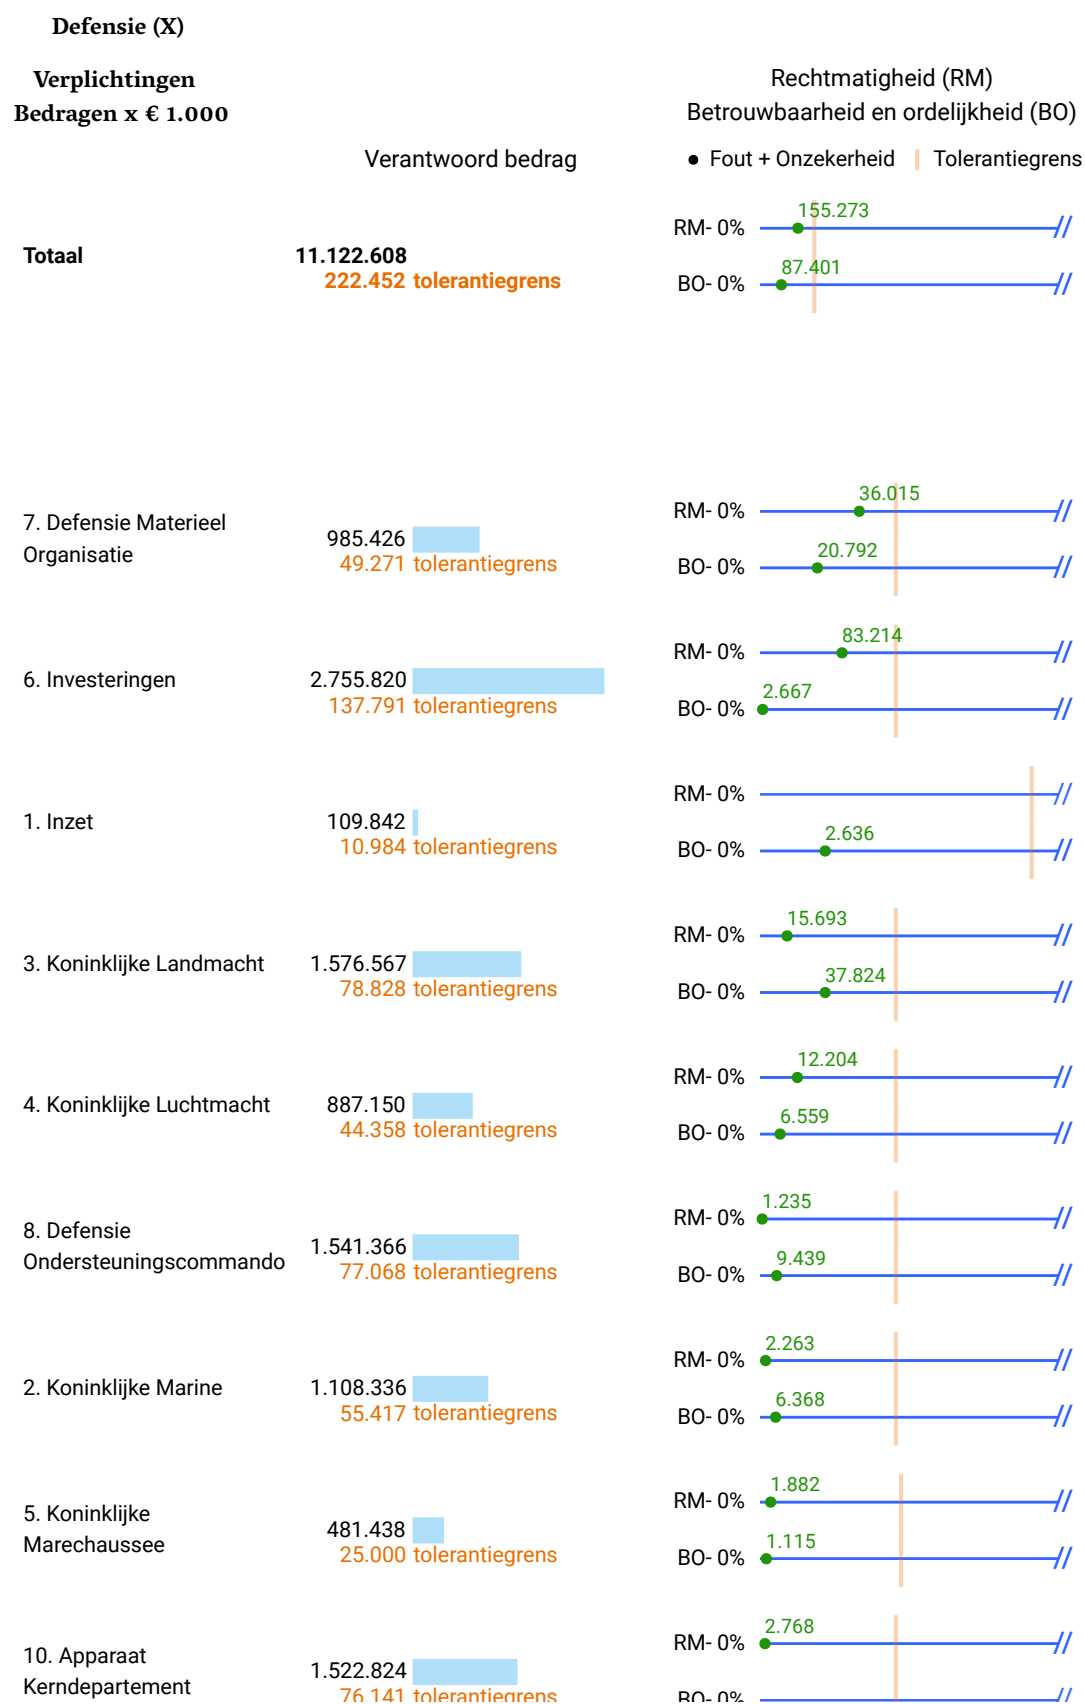 Defensie (X)
Verplichtingen
Bedragen x € 1.000
Rechtmatigheid (RM)
Betrouwbaarheid en ordelijkheid (BO)
Verantwoord bedrag
Fout + Onzekerheid
Tolerantiegrens
Totaal
11.122.608
222.452 tolerantiegrens
RM- 0%
155.273
BO- 0%
87.401
7. Defensie Materieel
Organisatie
985.426
49.271 tolerantiegrens
RM- 0%
36.015
BO- 0%
20.792
6. Investeringen
2.755.820
137.791 tolerantiegrens
RM- 0%
83.214
BO- 0%
2.667
1. Inzet
109.842
10.984 tolerantiegrens
RM- 0%
BO- 0%
2.636
3. Koninklijke Landmacht
1.576.567
78.828 tolerantiegrens
RM- 0%
15.693
BO- 0%
37.824
4. Koninklijke Luchtmacht
887.150
44.358 tolerantiegrens
RM- 0%
12.204
BO- 0%
6.559
8. Defensie
Ondersteuningscommando
1.541.366
77.068 tolerantiegrens
RM- 0%
1.235
BO- 0%
9.439
2. Koninklijke Marine
1.108.336
55.417 tolerantiegrens
RM- 0%
2.263
BO- 0%
6.368
5. Koninklijke
Marechaussee
481.438
25.000 tolerantiegrens
RM- 0%
1.882
BO- 0%
1.115
10. Apparaat
Kerndepartement
1.522.824
76.141 tolerantiegrens
RM- 0%
2.768
BO- 0%